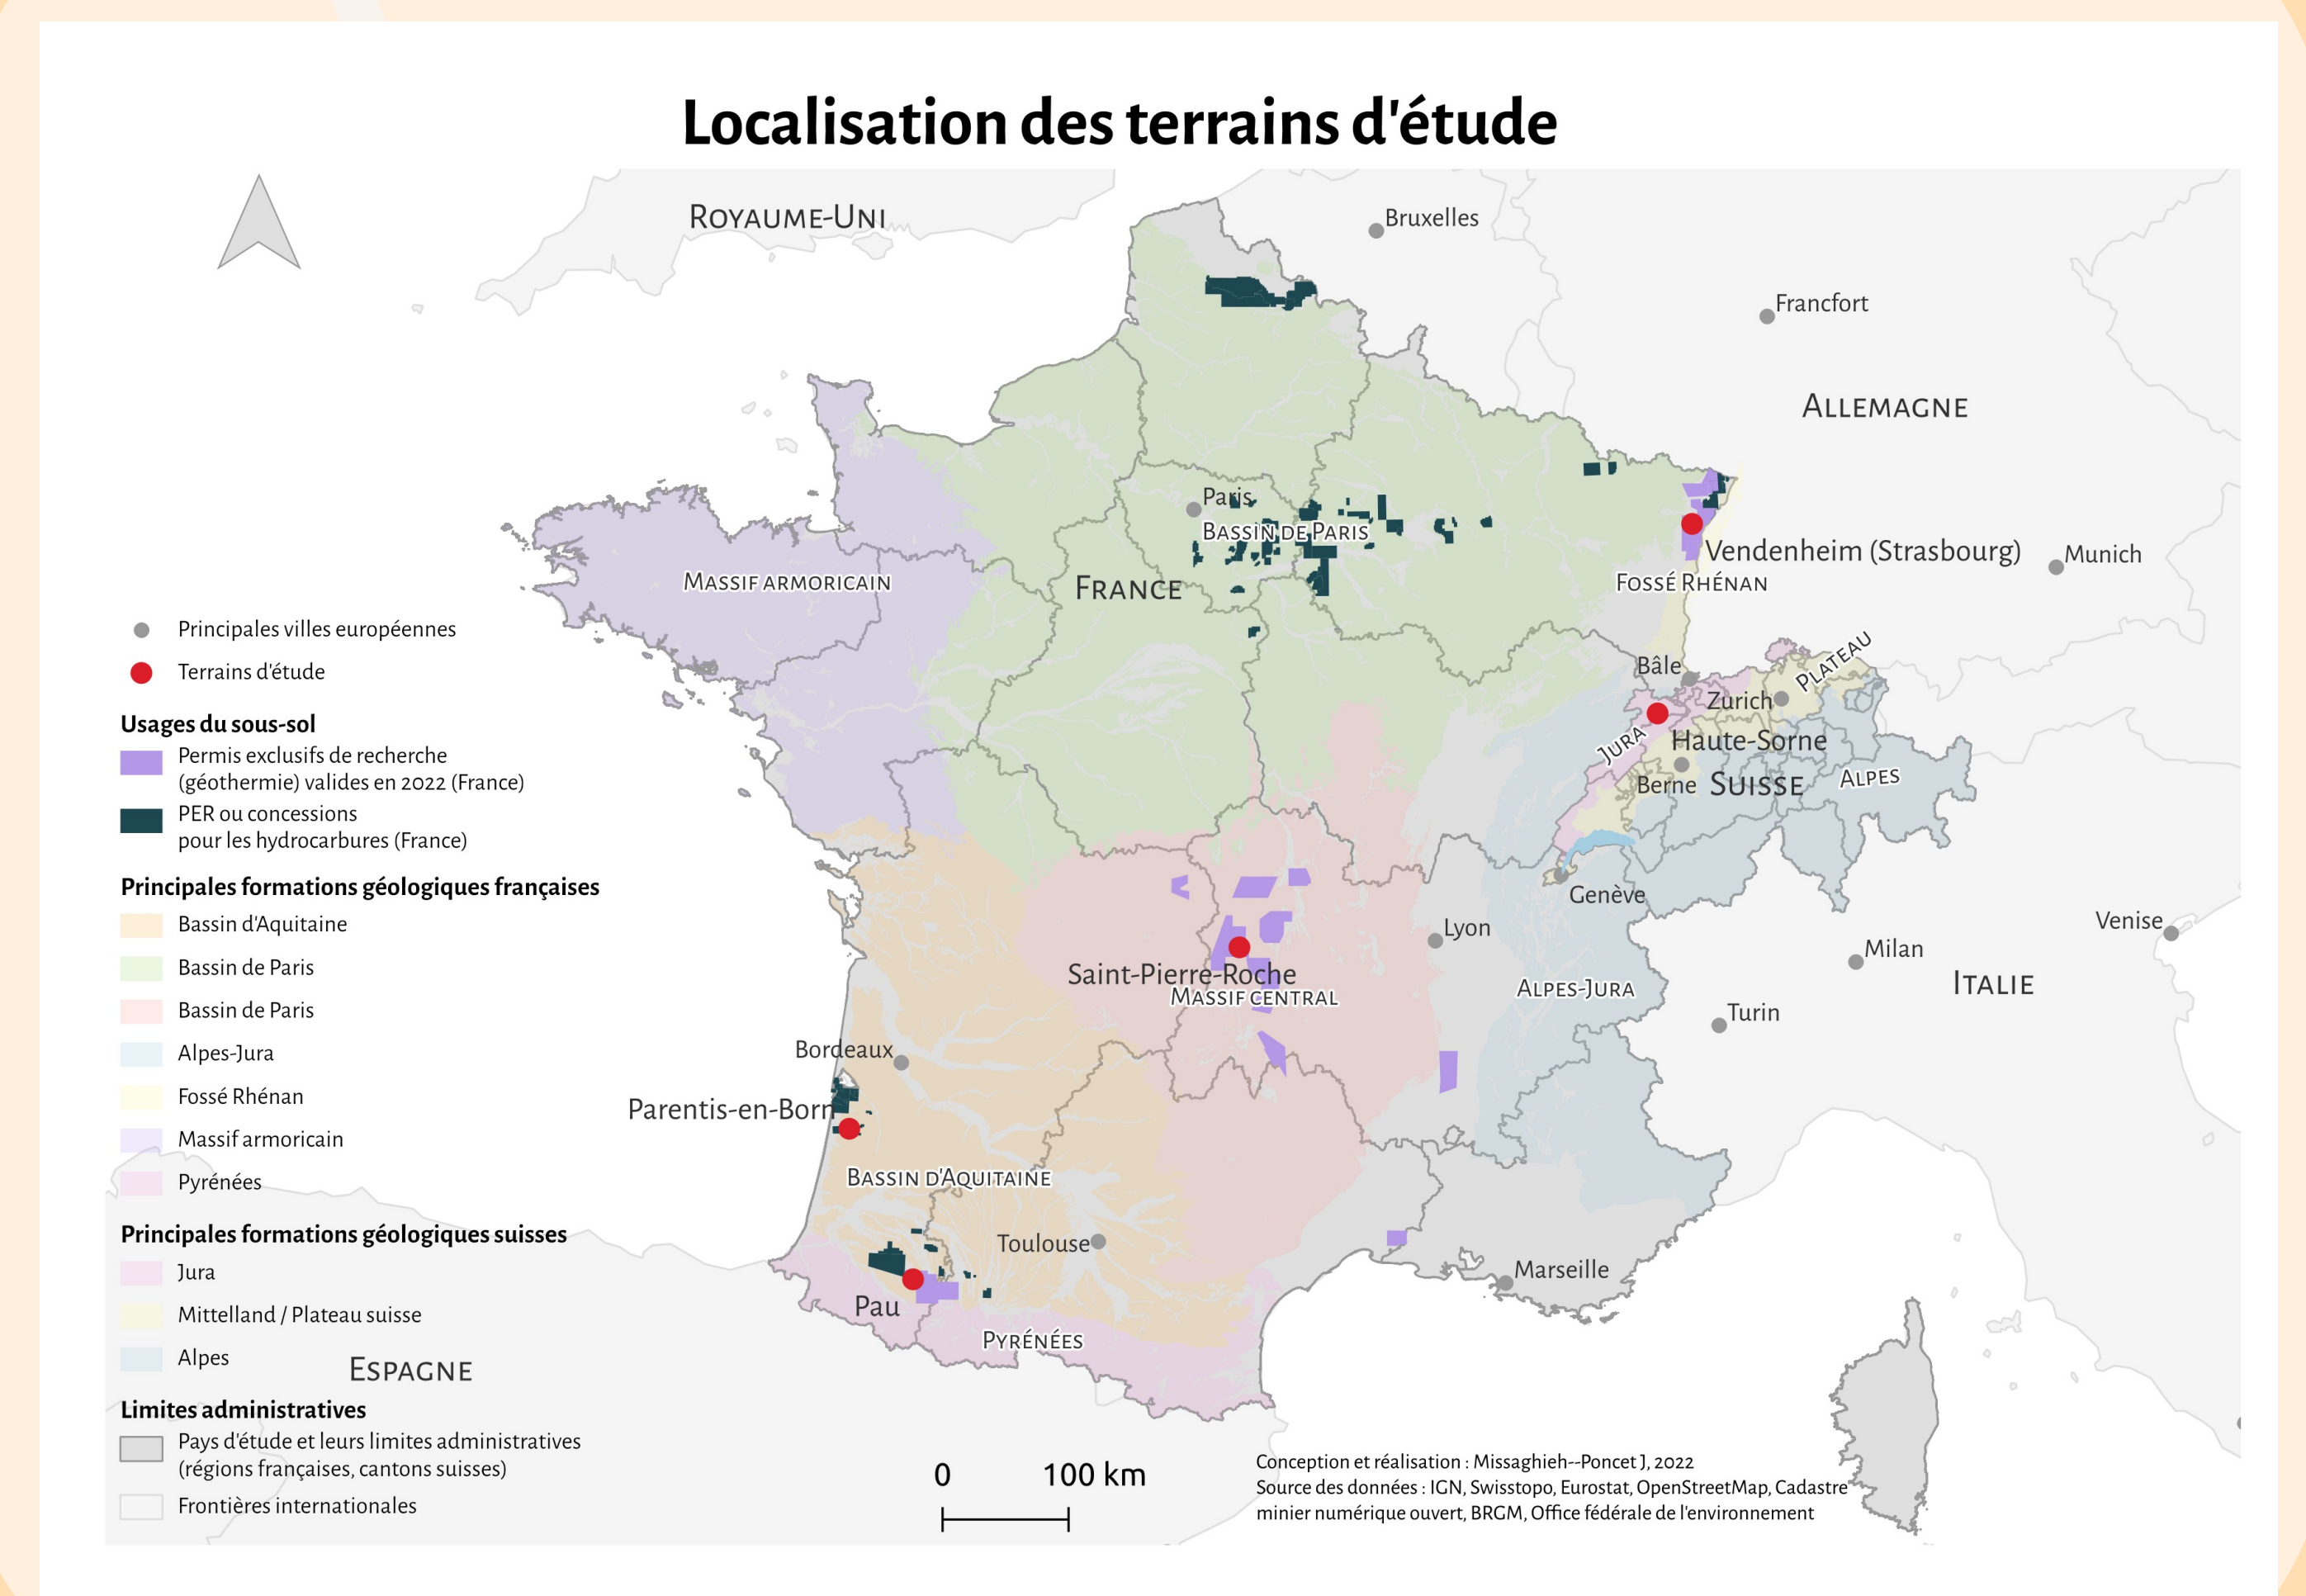 Localisation des terrains d'étude
ROYAUME-UNI
Bruxelles
Francfort
ALLEMAGNE
Paris
BASSIN DE PARIS
Vendenheim (Strasbourg)
Munich
MASSIF ARMORICAIN
FRANCE
FOSSÉ RHÉNAN
Bâle
PLATEAU
Zurich
JURA
Haute-Sorne
Berne
SUISSE
ALPES
Genève
Lyon
Venise
Milan
Saint-Pierre-Roche
MASSIF CENTRAL
ALPES-JURA
ITALIE
Turin
Bordeaux
Parentis-en-Born
BASSIN D'AQUITAINE
Toulouse
Marseille
Pau
PYRÉNÉES
ESPAGNE
Principales villes européennes
Terrains d'étude
Usages du sous-sol
Permis exclusifs de recherche
(géothermie) valides en 2022 (France)
PER ou concessions
pour les hydrocarbures (France)
Principales formations géologiques françaises
Bassin d'Aquitaine
Bassin de Paris
Bassin de Paris
Alpes-Jura
Fossé Rhénan
Massif armoricain
Pyrénées
Principales formations géologiques suisses
Jura
Mittelland / Plateau suisse
Alpes
Limites administratives
Pays d'étude et leurs limites administratives
(régions françaises, cantons suisses)
Frontières internationales
0 100 km
Conception et réalisation : Missaghieh--Poncet J, 2022
Source des données : IGN, Swisstopo, Eurostat, OpenStreetMap, Cadastre
minier numérique ouvert, BRGM, Office fédérale de l'environnement